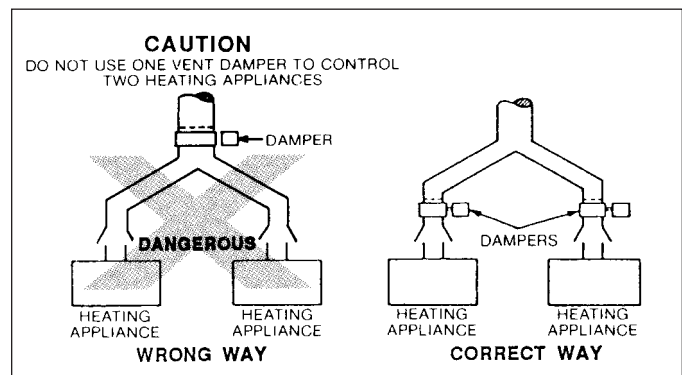 CAUTION
DO NOT USE ONE VENT DAMPER TO CONTROL
TWO HEATING APPLIANCES
DAMPER
DANGEROUS
HEATING
APPLIANCE
HEATING
APPLIANCE
WRONG WAY
DAMPERS
HEATING
APPLIANCE
HEATING
APPLIANCE
CORRECT WAY